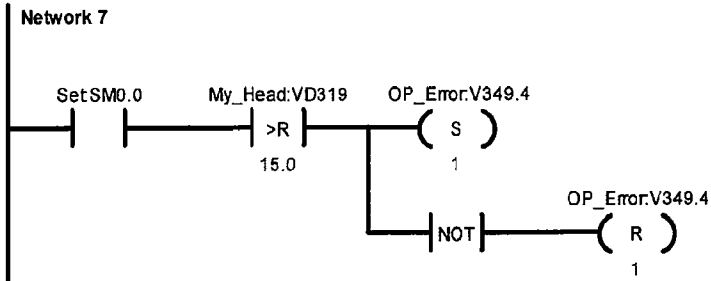 Network 7
SetSM0.0 My_Head:VD319 OP_Error:V349.4
>R S
15.0 1
OP_Error:V349.4
NOT R
1